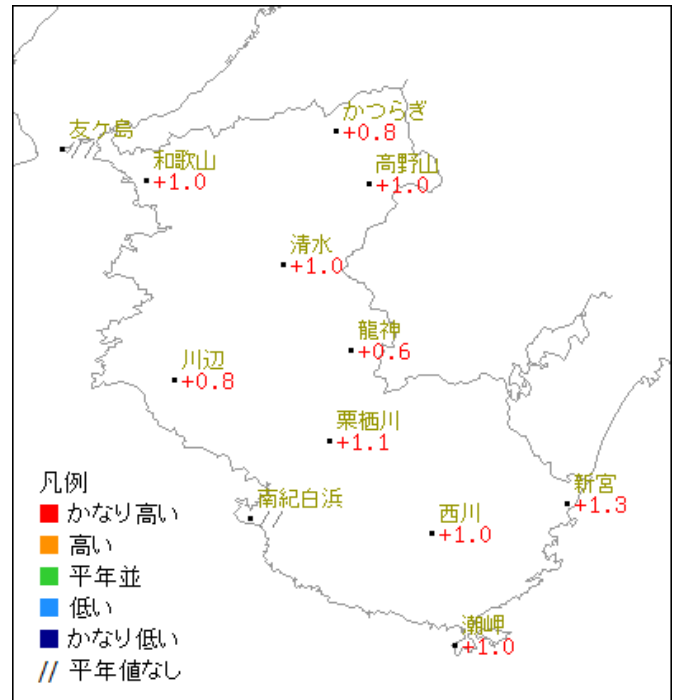 かつらぎ
+0.8
友ケ島
//
和歌山
+1.0
高野山
+1.0
清水
+1.0
龍神
+0.6
川辺
+0.8
栗栖川
+1.1
南紀白浜
//
新宮
+1.3
西川
+1.0
潮岬
+1.0
凡例
かなり高い
高い
平年並
低い
かなり低い
// 平年値なし